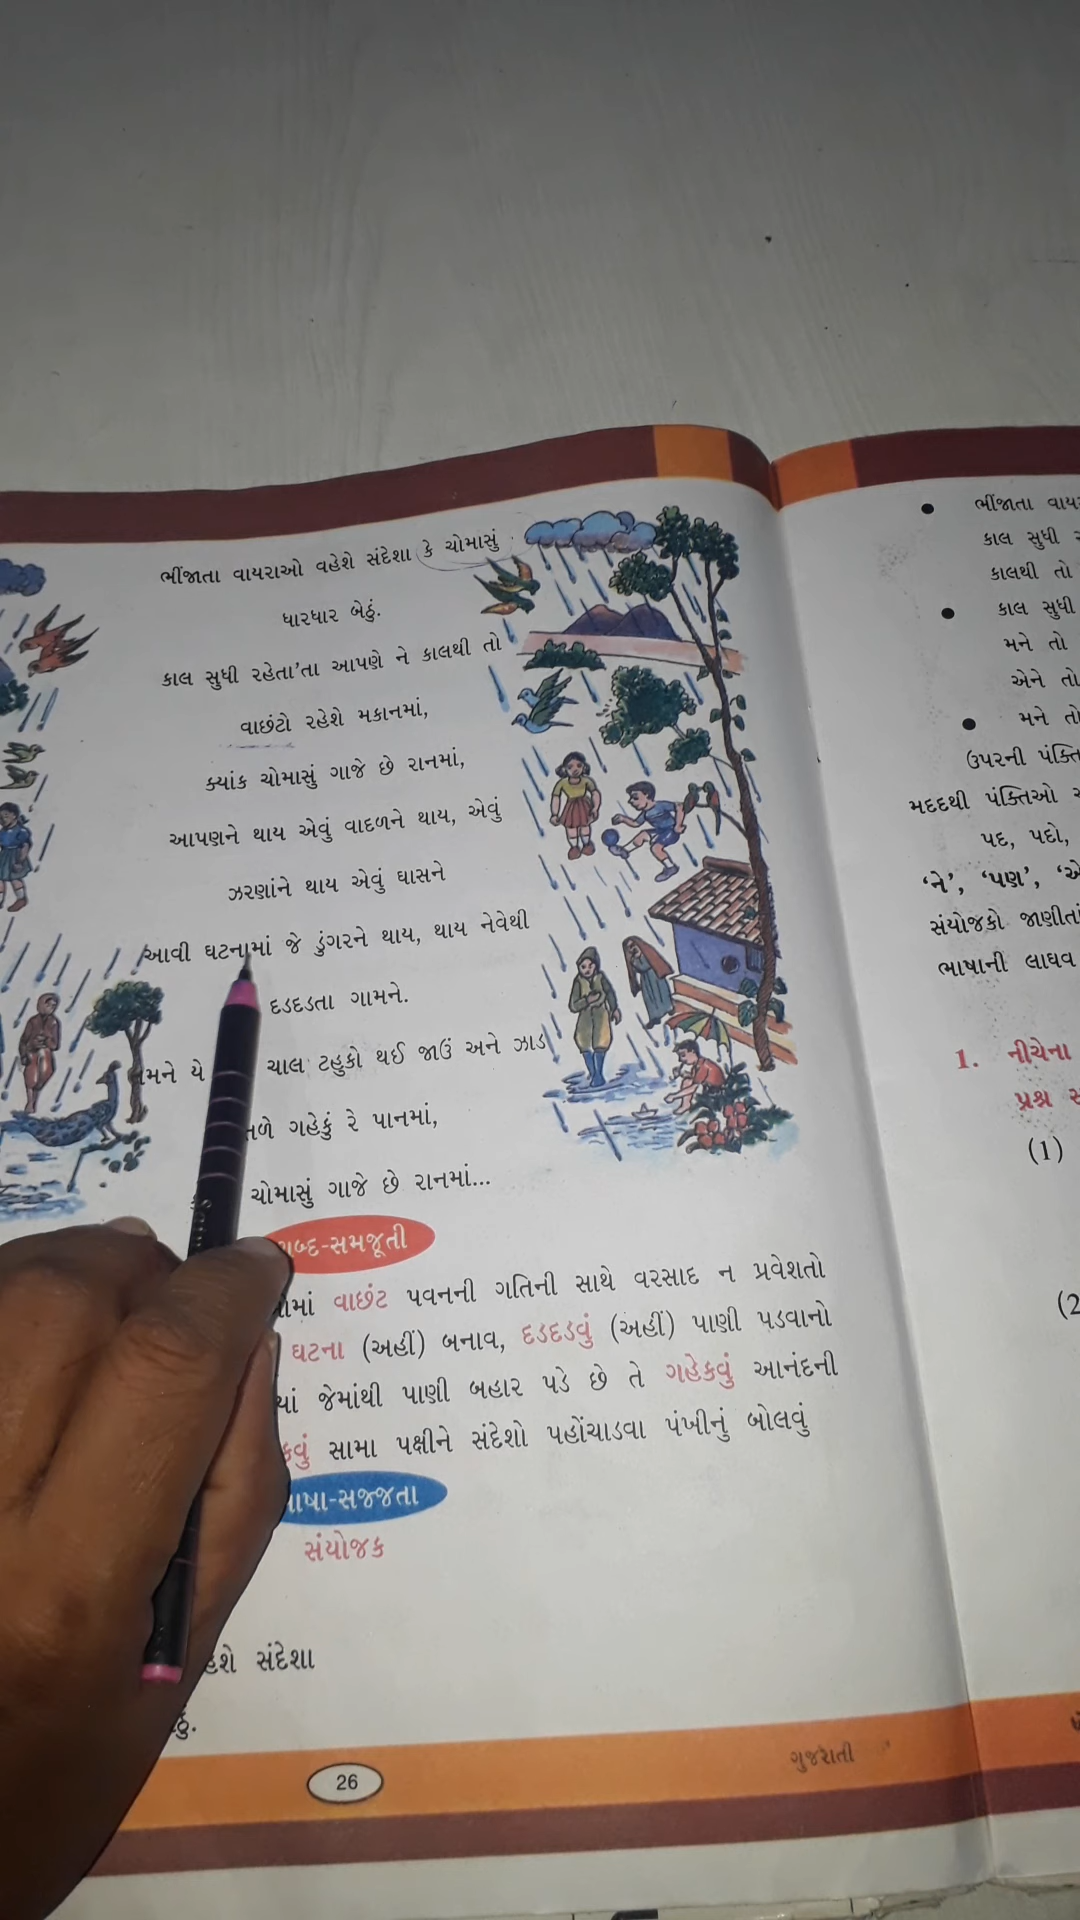 ભીંજાતા વાયરાઓ વહેશે સંદેશા કે ચોમાસું
ધારધાર બેઠું.
કાલ સુધી રહેતા'તા આપણે ને કાલથી તો
વાછંટો રહેશે મકાનમાં,
ક્યાંક ચોમાસું ગાજે છે રાનમાં,
આપણને થાય એવું વાદળને થાય, એવું
ઝરણાંને થાય એવું ઘાસને
આવી ઘટનામાં જે ડુંગરને થાય, થાય નેવેથી
દડદડતા ગામને.
યે ચાલ ટહુકો થઈ જાઉં અને ઝાડ
ગહેકું રે પાનમાં,
ચોમાસું ગાજે છે રાનમાં...
શબ્દ-સમજૂતી
વાછંટ પવનની ગતિની સાથે વરસાદ ન પ્રવેશતો
ઘટના (અહીં) બનાવ, દડદડવું (અહીં) પાણી પડવાનો
જેમાંથી પાણી બહાર પડે છે તે ગહેકવું આનંદની
સામા પક્ષીને સંદેશો પહોંચાડવા પંખીનું બોલવું
ભાષા-સજ્જતા
સંયોજક
સંદેશા
26
ગુજરાતી
• ભીંજાતા
કાલ સુધી
કાલથી તો
• કાલ સુધી
મને તો
એને તો
• મને તો
ઉપરની
મદદથી પંક્તિઓ
પદ, પદો,
'ને', 'પણ',
સંયોજકો જાણીતાં
ભાષાની લાઘવ
1. નીચેના
પ્રશ્ન
(1)
(2